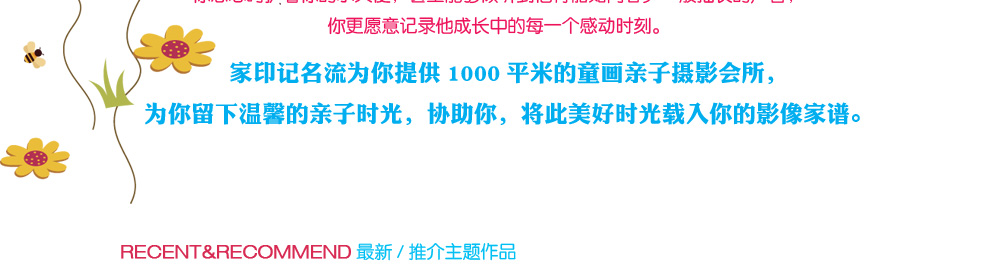 你更愿意记录他成长中的每一个感动时刻。
家印记名流为你提供 1000 平米的童画亲子摄影会所，
为你留下温馨的亲子时光，协助你，将此美好时光载入你的影像家谱。
RECENT&RECOMMEND 最新 / 推介主题作品